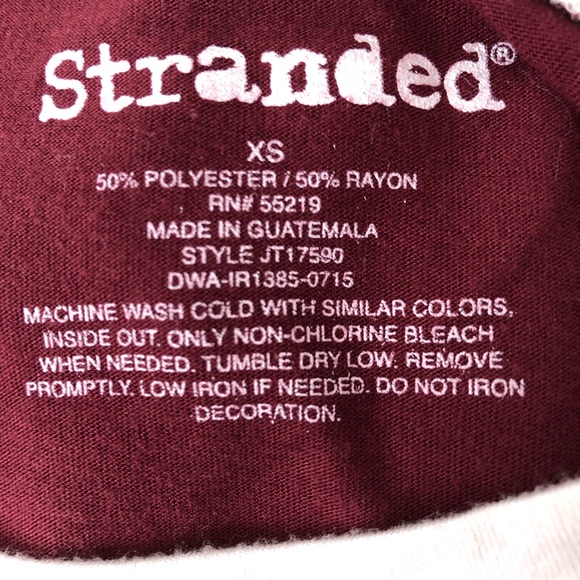 Stranded®
XS
50% POLYESTER / 50% RAYON
RN# 55219
MADE IN GUATEMALA
STYLE JT17590
DWA-IR1385-0715
MACHINE WASH COLD WITH SIMILAR COLORS,
INSIDE OUT. ONLY NON-CHLORINE BLEACH
WHEN NEEDED. TUMBLE DRY LOW. REMOVE
PROMPTLY. LOW IRON IF NEEDED. DO NOT IRON
DECORATION.